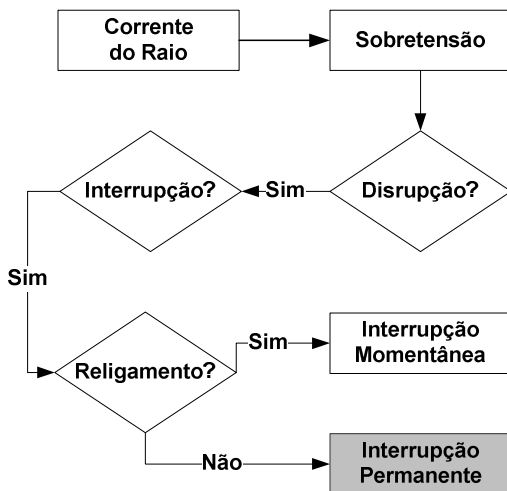 Corrente
do Raio
Sobretensão
Interrupção?
Sim
Disrupção?
Sim
Religamento?
Sim
Interrupção
Momentânea
Não
Interrupção
Permanente